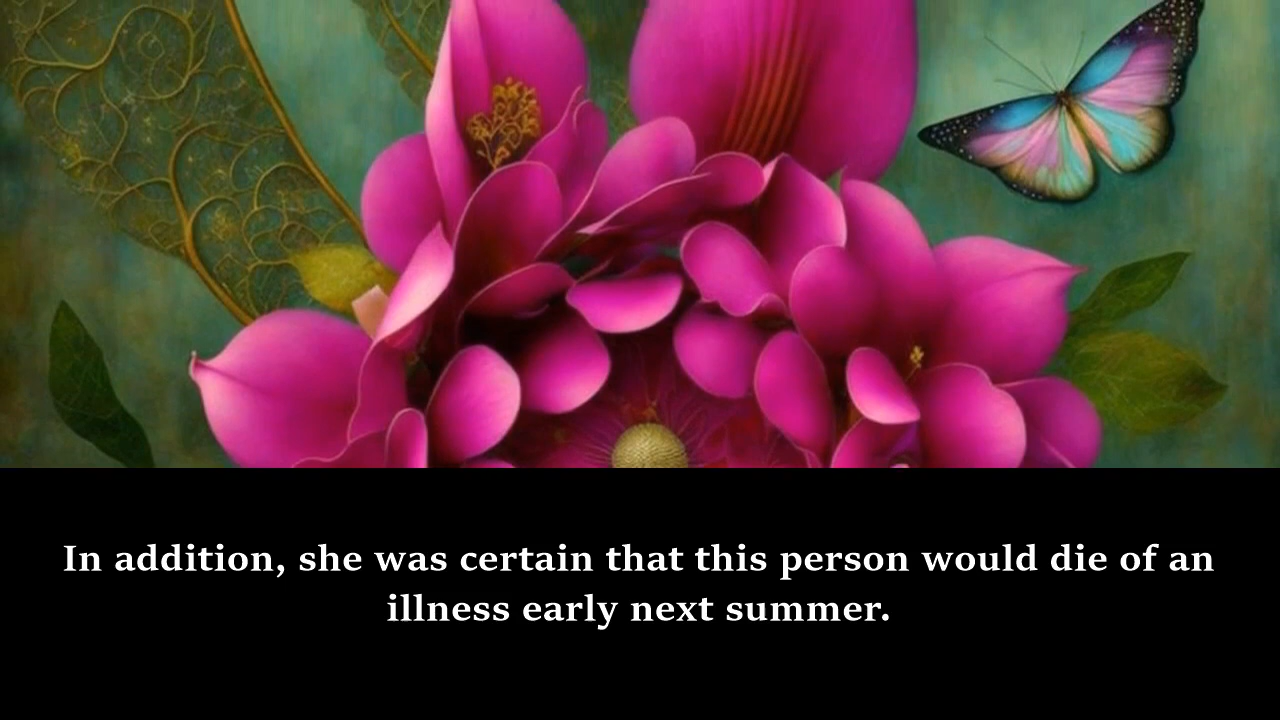 In addition, she was certain that this person would die of an
illness early next summer.